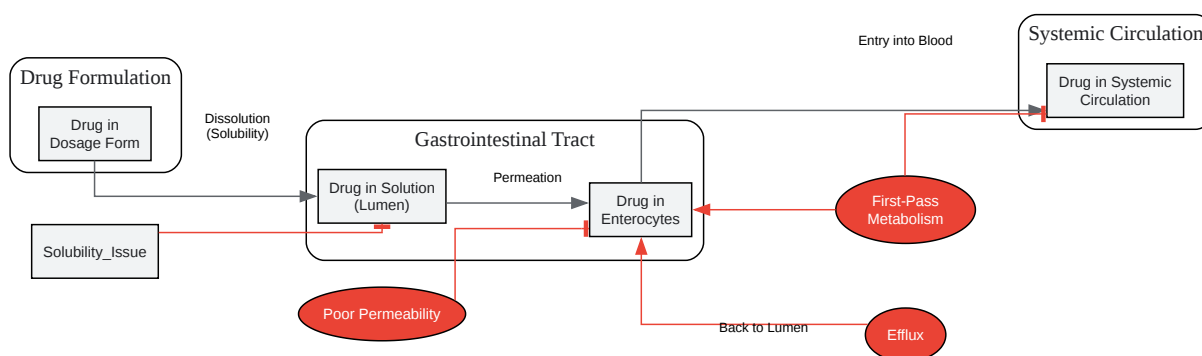 Drug Formulation
Drug in
Dosage Form
Dissolution
(Solubility)
Solubility_Issue
Gastrointestinal Tract
Drug in Solution
(Lumen)
Permeation
Drug in
Enterocytes
Poor Permeability
Entry into Blood
Systemic Circulation
Drug in Systemic
Circulation
First-Pass
Metabolism
Back to Lumen
Efflux